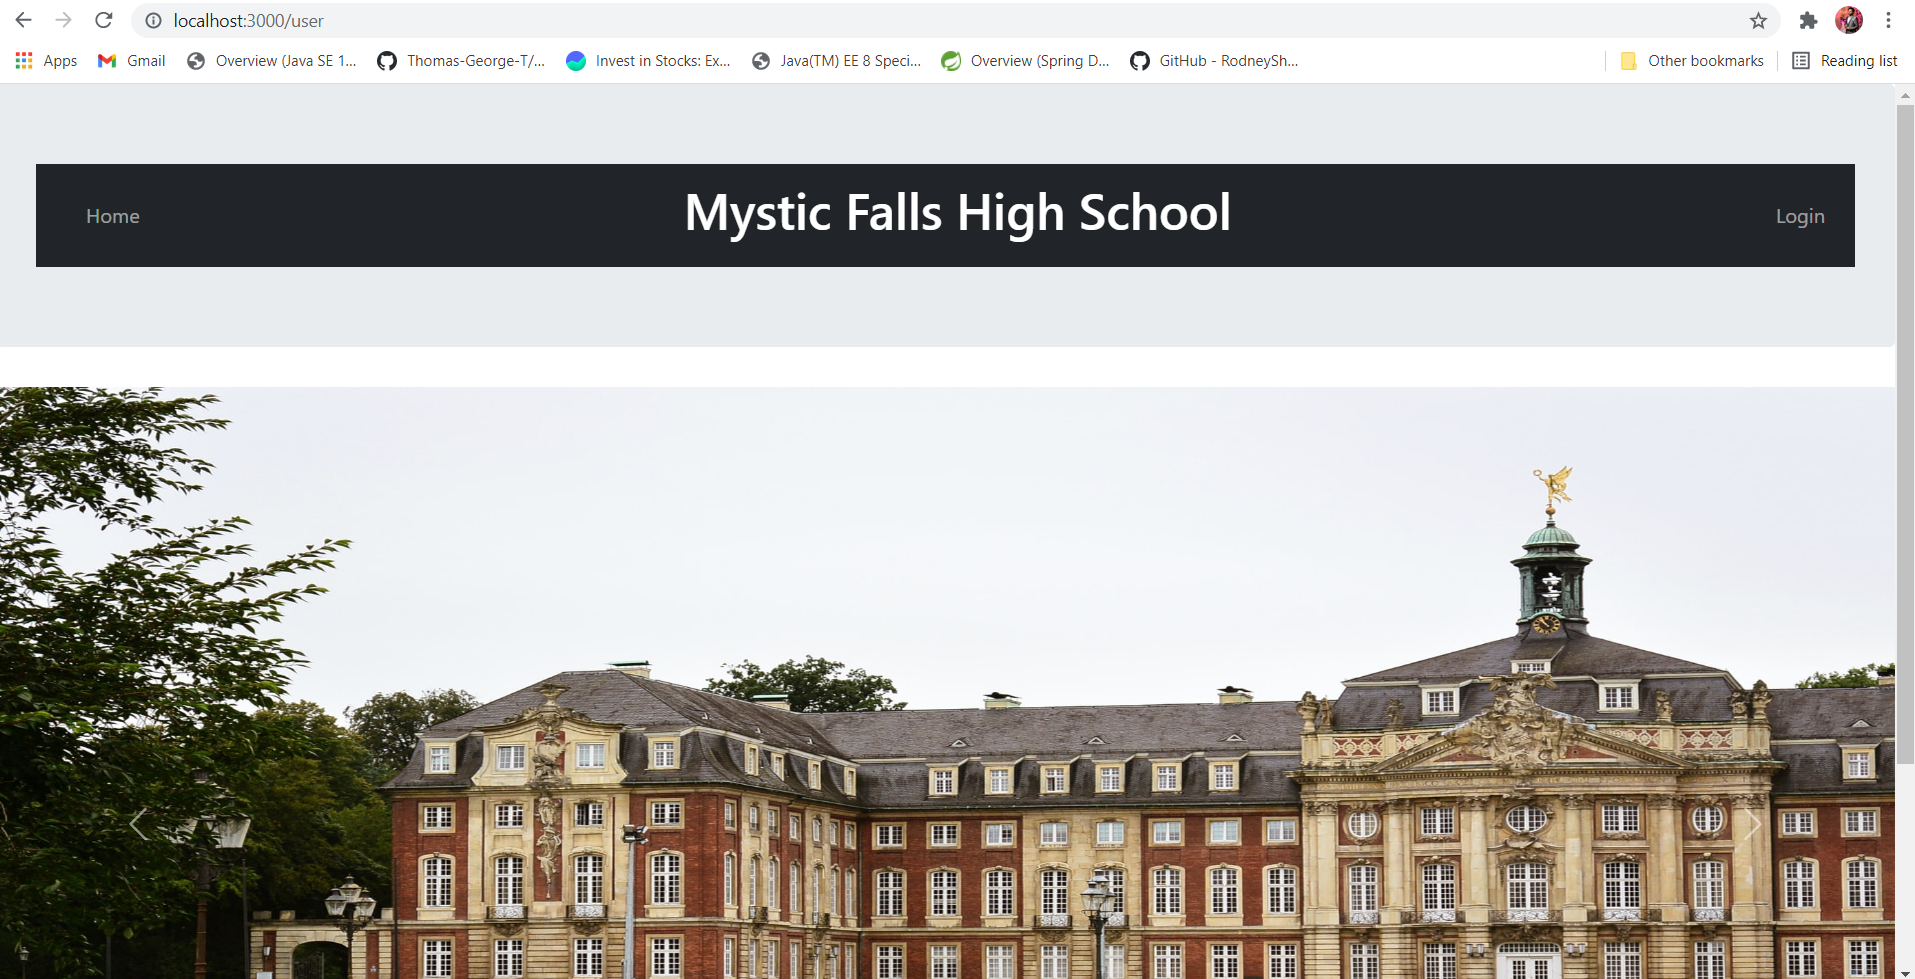 localhost:3000/user
Apps Gmail Overview (Java SE 1... Thomas-George-T/... Invest in Stocks: Ex... Java(TM) EE 8 Speci... Overview (Spring D... GitHub - RodneySh... Other bookmarks Reading list
Home Mystic Falls High School Login